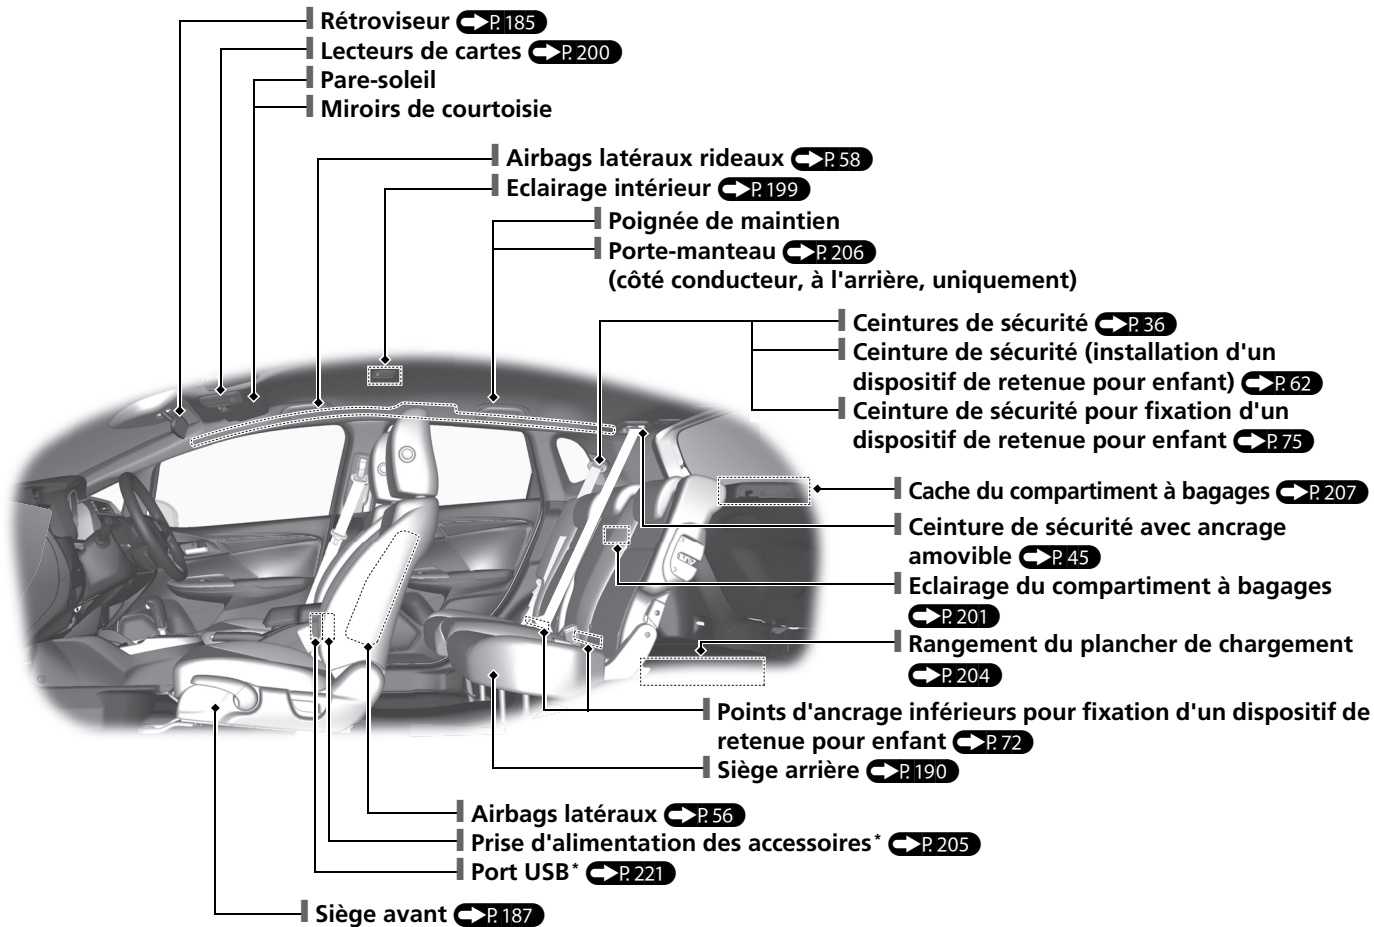 Rétroviseur P. 185
Lecteurs de cartes P. 200
Pare-soleil
Miroirs de courtoisie
Airbags latéraux rideaux P. 58
Eclairage intérieur P. 199
Poignée de maintien
Porte-manteau P. 206
(côté conducteur, à l'arrière, uniquement)
Ceintures de sécurité P. 36
Ceinture de sécurité (installation d'un
dispositif de retenue pour enfant) P. 62
Ceinture de sécurité pour fixation d'un
dispositif de retenue pour enfant P. 75
Cache du compartiment à bagages P. 207
Ceinture de sécurité avec ancrage
amovible P. 45
Eclairage du compartiment à bagages
P. 201
Rangement du plancher de chargement
P. 204
Points d'ancrage inférieurs pour fixation d'un dispositif de
retenue pour enfant P. 72
Siège arrière P. 190
Airbags latéraux P. 56
Prise d'alimentation des accessoires* P. 205
Port USB* P. 221
Siège avant P. 187